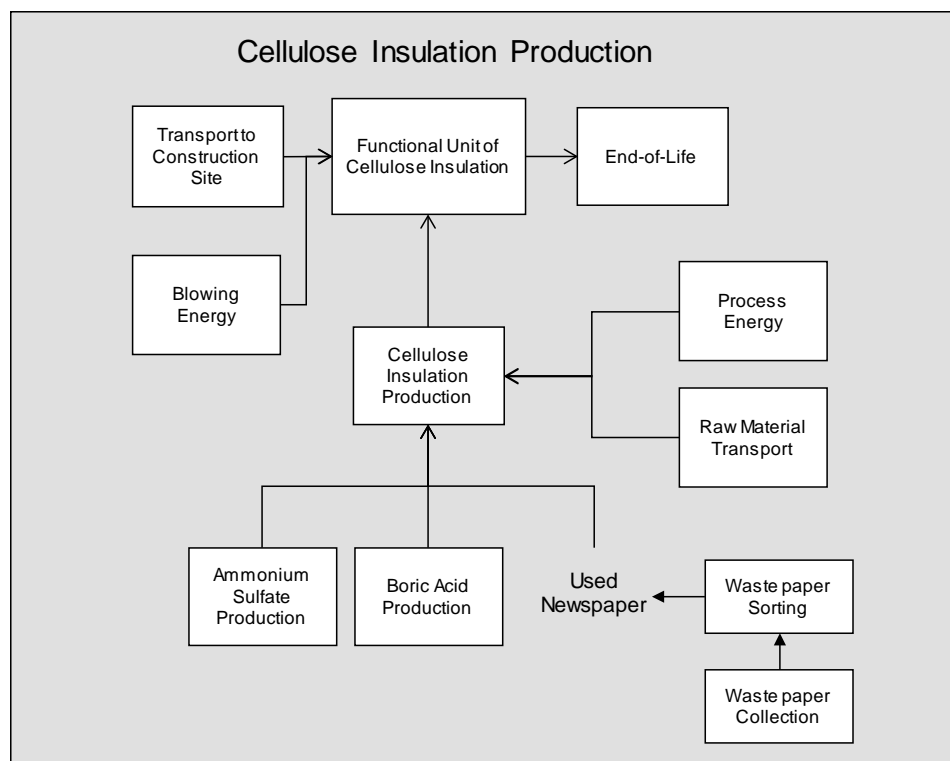 Cellulose Insulation Production
Transport to
Construction
Site
Functional Unit of
Cellulose Insulation
End-of-Life
Blowing
Energy
Process
Energy
Cellulose
Insulation
Production
Raw Material
Transport
Ammonium
Sulfate
Production
Boric Acid
Production
Used
Newspaper
Waste paper
Sorting
Waste paper
Collection